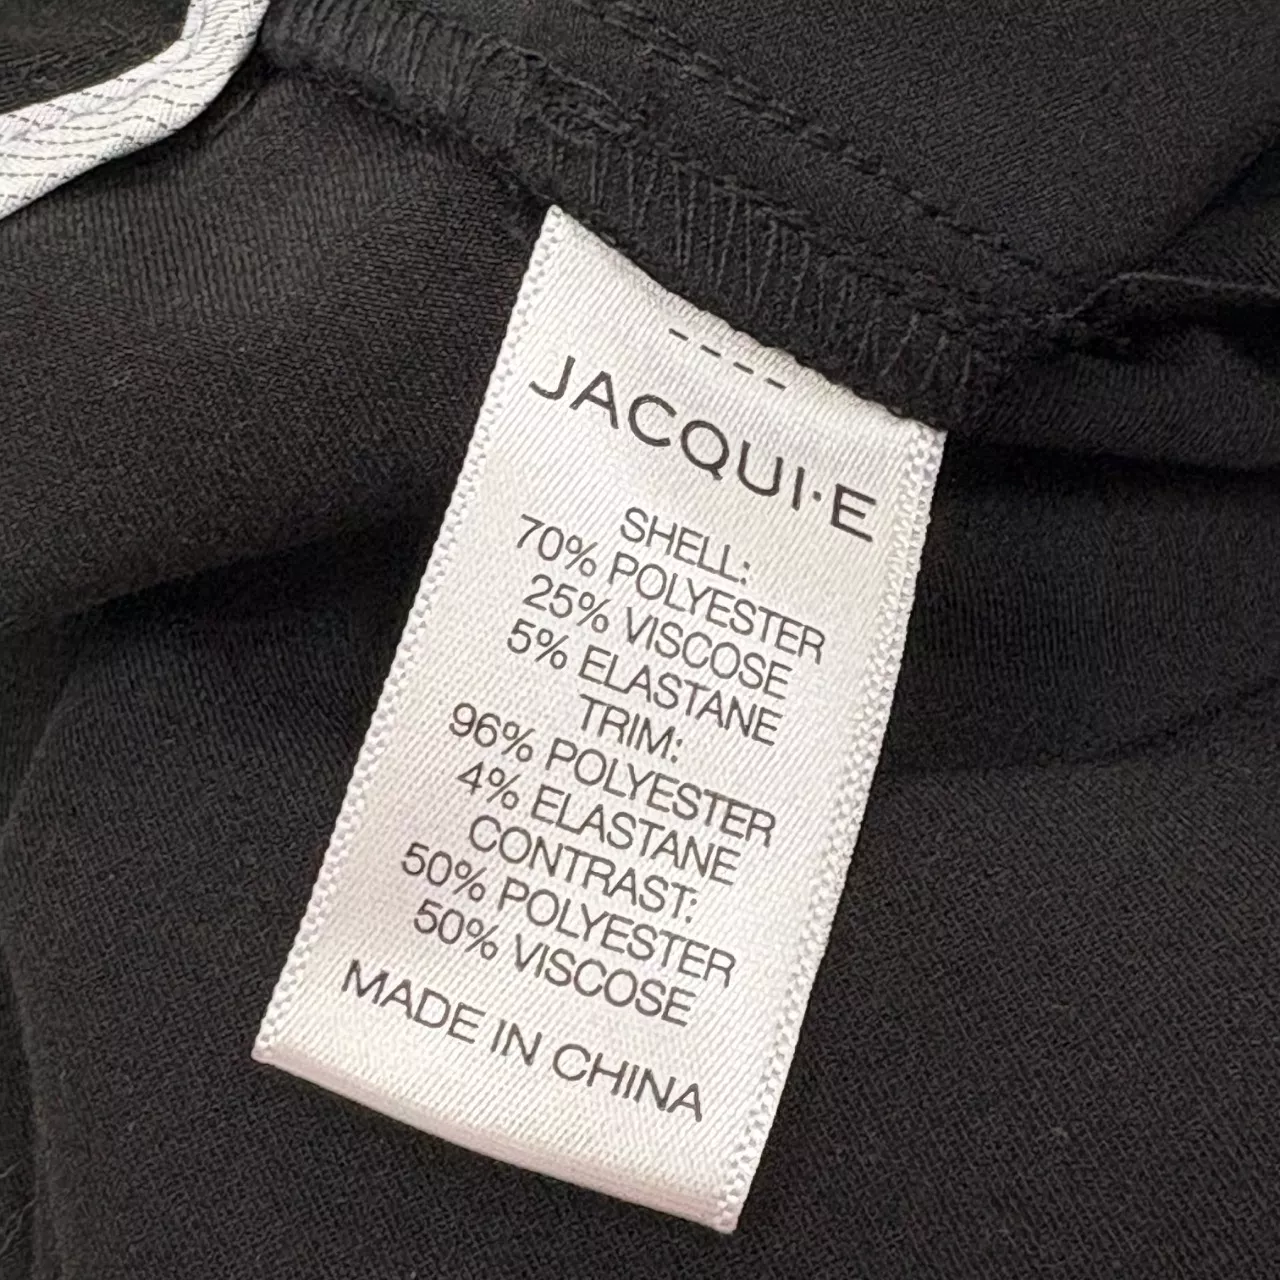 JACQUI·E
SHELL:
70% POLYESTER
25% VISCOSE
5% ELASTANE
TRIM:
96% POLYESTER
4% ELASTANE
CONTRAST:
50% POLYESTER
50% VISCOSE
MADE IN CHINA